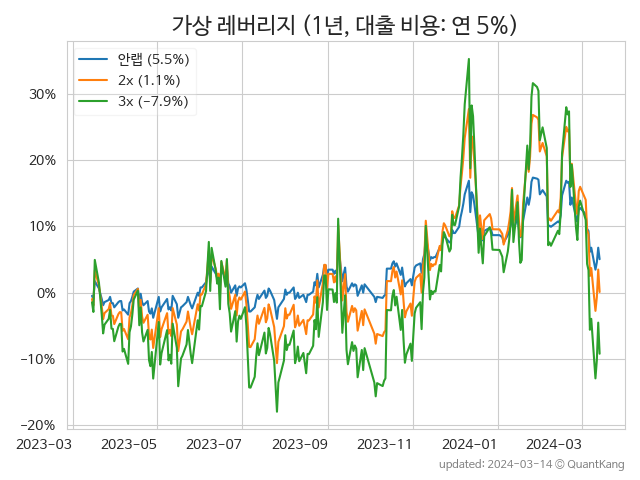 가상 레버리지 (1년, 대출 비용: 연 5%)
안랩 (5.5%)
2x (1.1%)
3x (−7.9%)
30%
20%
10%
0%
−10%
−20%
2023-03 2023-05 2023-07 2023-09 2023-11 2024-01 2024-03
updated: 2024-03-14 ⓒ QuantKang